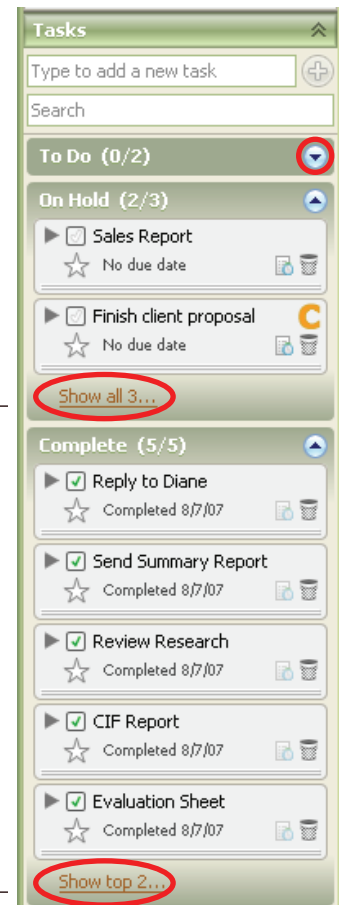 Tasks
Type to add a new task
Search
To Do (0/2)
On Hold (2/3)
Sales Report
No due date
Finish client proposal
C
No due date
Show all 3...
Complete (5/5)
Reply to Diane
Completed 8/7/07
Send Summary Report
Completed 8/7/07
Review Research
Completed 8/7/07
CIF Report
Completed 8/7/07
Evaluation Sheet
Completed 8/7/07
Show top 2...